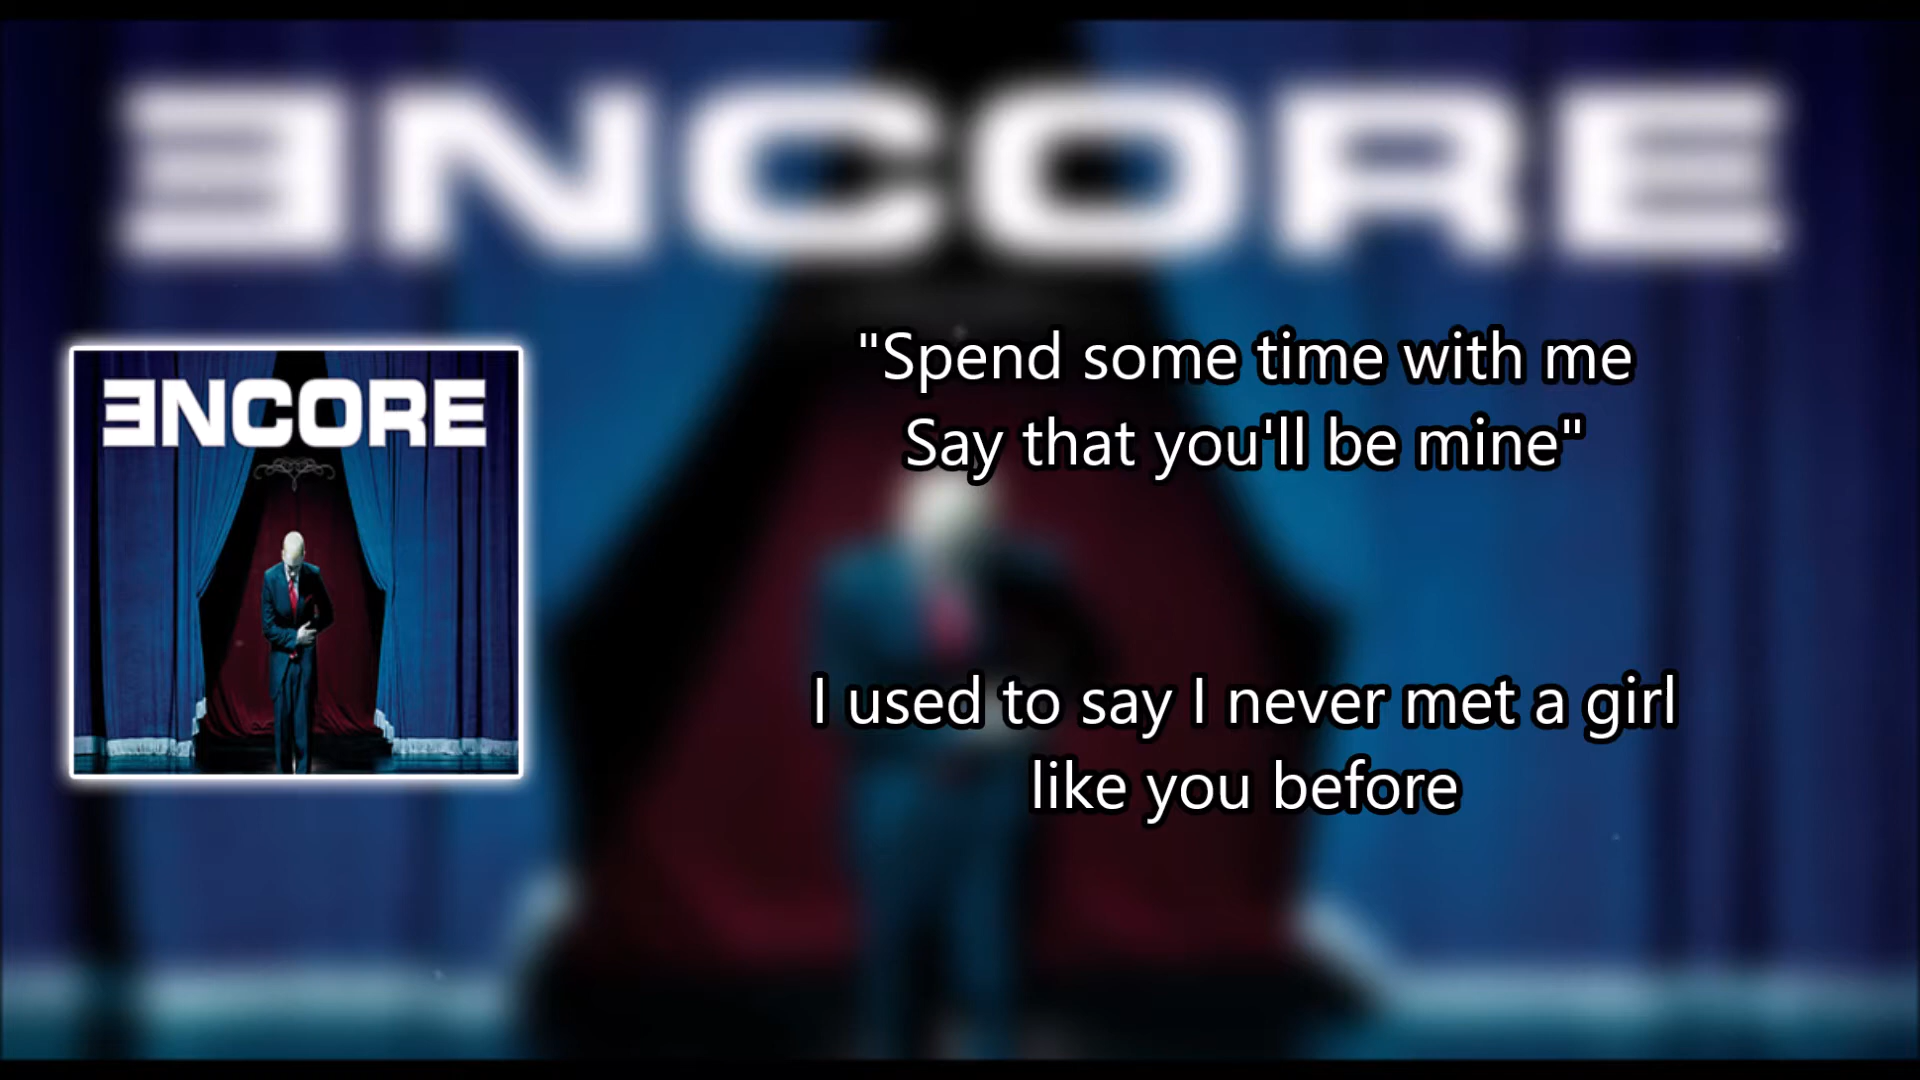 ƎNCORE
ƎNCORE
"Spend some time with me
Say that you'll be mine"
I used to say I never met a girl
like you before